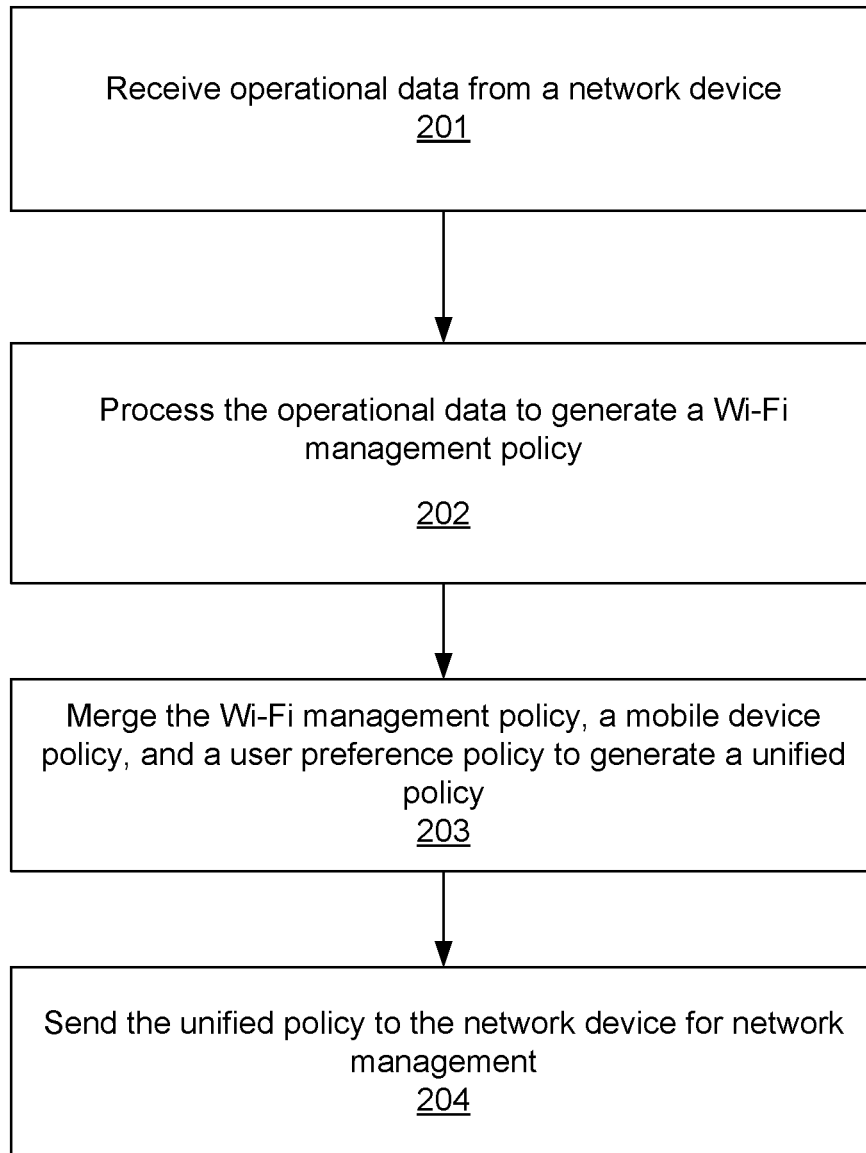 Receive operational data from a network device
201
Process the operational data to generate a Wi-Fi
management policy
202
Merge the Wi-Fi management policy, a mobile device
policy, and a user preference policy to generate a unified
policy
203
Send the unified policy to the network device for network
management
204